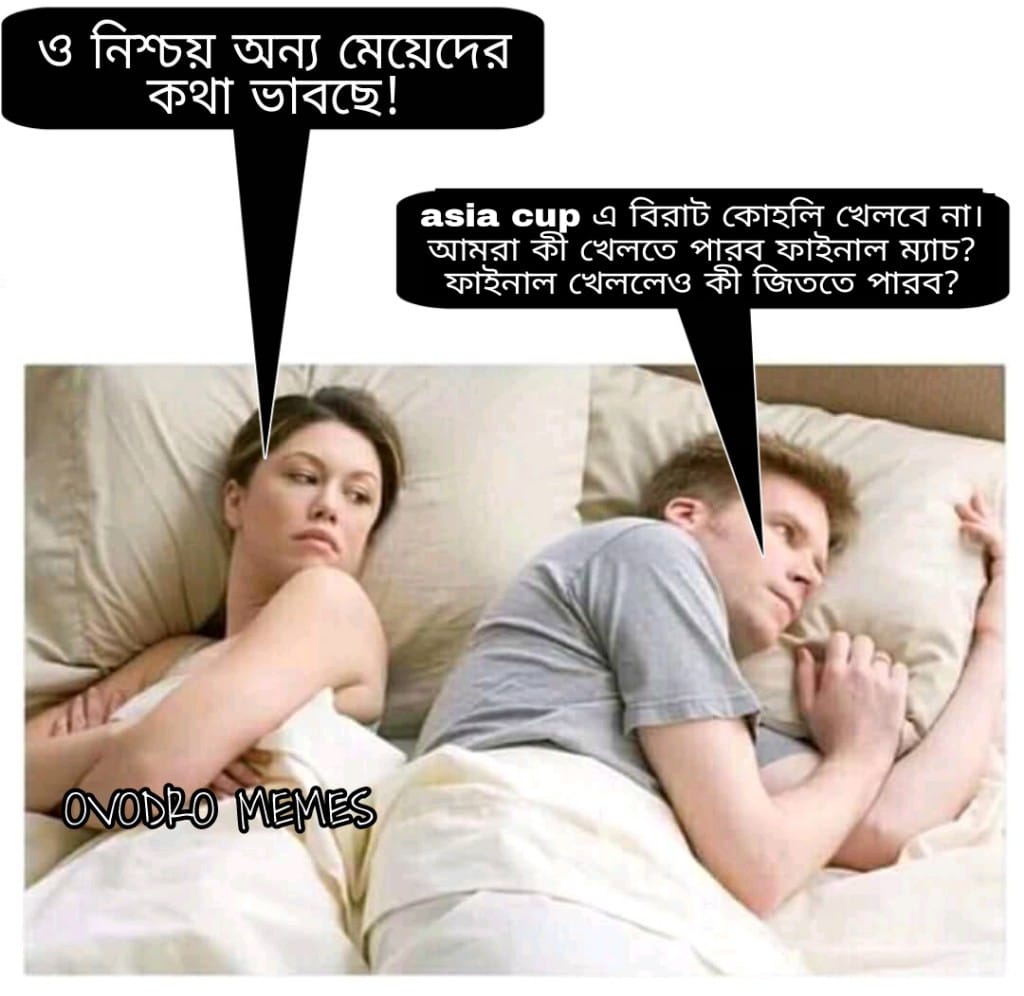 ও নিশ্চয় অন্য মেয়েদের
কথা ভাবছে!
asia cup এ বিরাট কোহলি খেলবে না।
আমরা কী খেলতে পারব ফাইনাল ম্যাচ?
ফাইনাল খেললেও কী জিততে পারব?
OVODRO MEMES